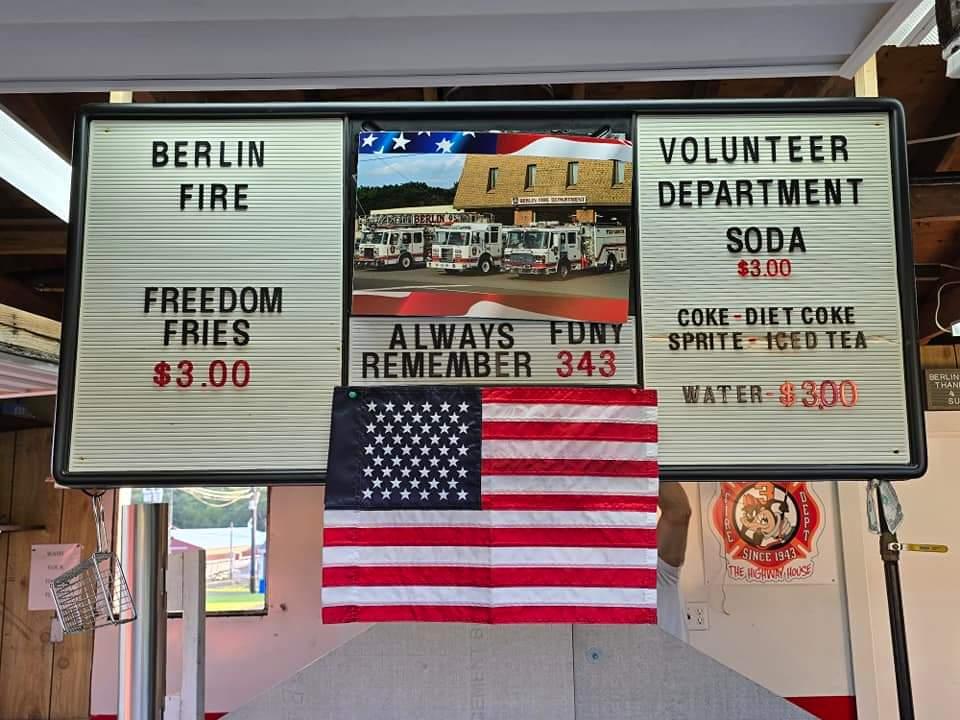 BERLIN
FIRE
FREEDOM
FRIES
$3.00
BERLIN FIRE DEPARTMENT
BERLIN
ALWAYS
REMEMBER
FDNY
343
VOLUNTEER
DEPARTMENT
SODA
$3.00
COKE-DIET COKE
SPRITE-ICED TEA
WATER-$3.00
BERLIN
FIRE
DEPT
SINCE 1943
THE HIGHWAY HOUSE